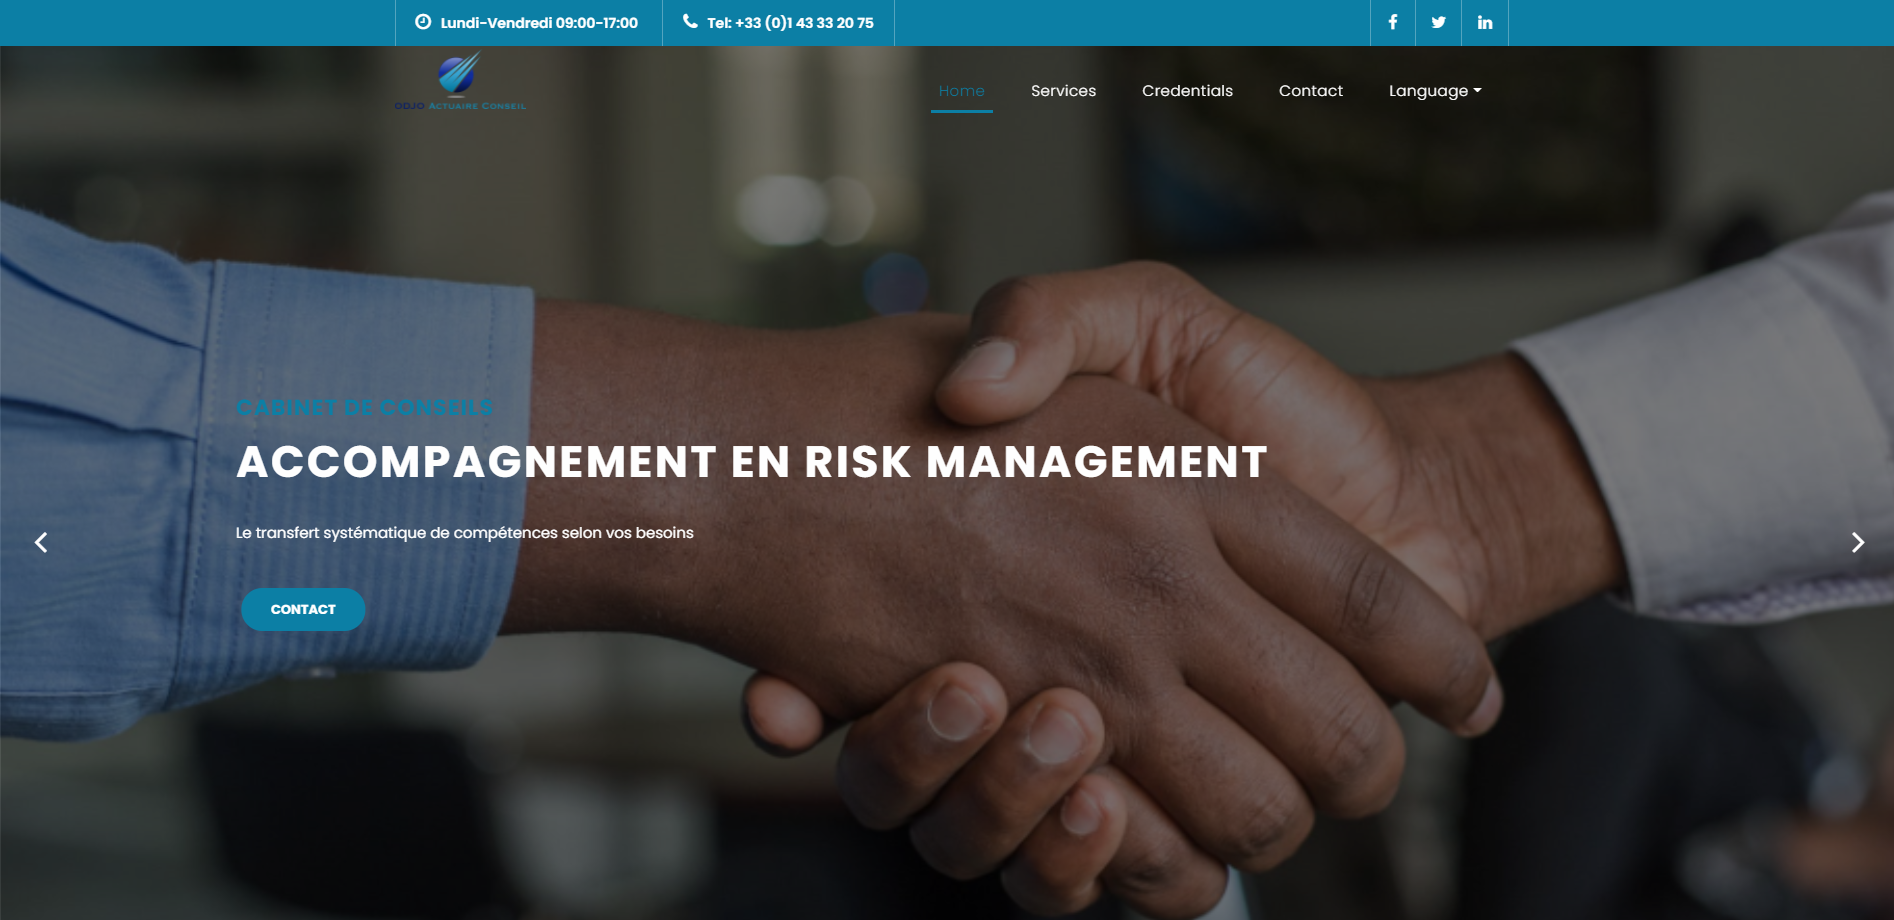 Lundi-Vendredi 09:00-17:00
Tel: +33 (0)1 43 33 20 75
ODJO ACTUAIRE CONSEIL
Home
Services
Credentials
Contact
Language
CABINET DE CONSEILS
ACCOMPAGNEMENT EN RISK MANAGEMENT
Le transfert systématique de compétences selon vos besoins
CONTACT